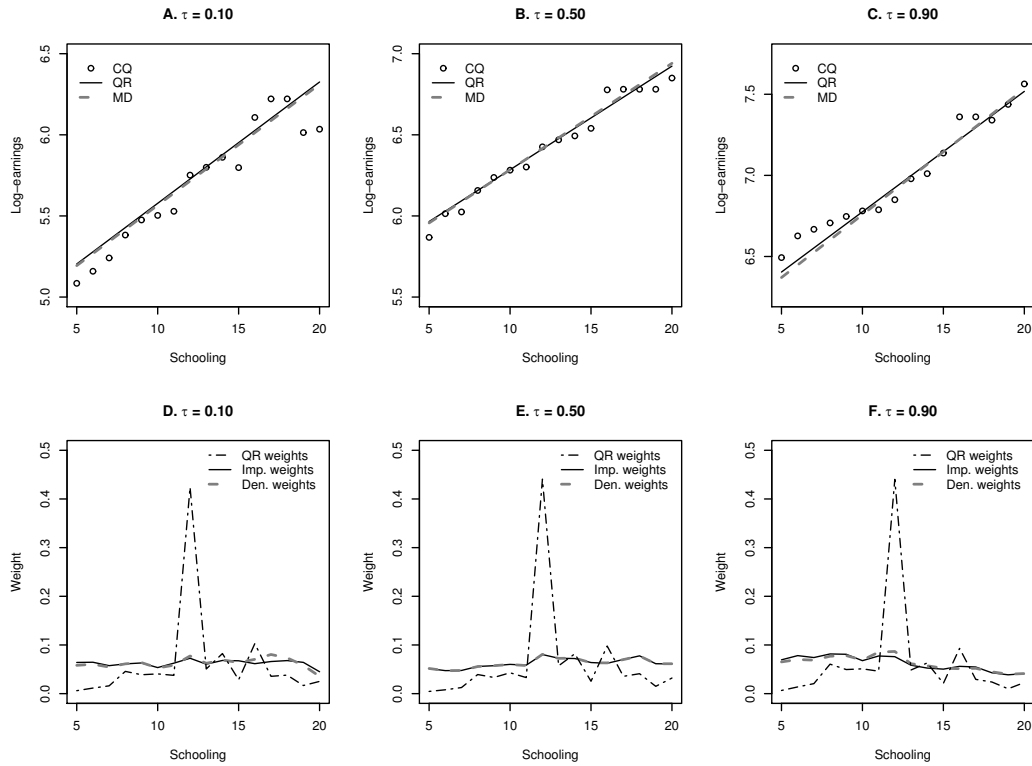 A. τ = 0.10
CQ
QR
MD
Log−earnings
5.0 5.5 6.0 6.5
5 10 15 20
Schooling
B. τ = 0.50
CQ
QR
MD
Log−earnings
5.5 6.0 6.5 7.0
5 10 15 20
Schooling
C. τ = 0.90
CQ
QR
MD
Log−earnings
6.5 7.0 7.5
5 10 15 20
Schooling
D. τ = 0.10
QR weights
Imp. weights
Den. weights
Weight
0.0 0.1 0.2 0.3 0.4 0.5
5 10 15 20
Schooling
E. τ = 0.50
QR weights
Imp. weights
Den. weights
Weight
0.0 0.1 0.2 0.3 0.4 0.5
5 10 15 20
Schooling
F. τ = 0.90
QR weights
Imp. weights
Den. weights
Weight
0.0 0.1 0.2 0.3 0.4 0.5
5 10 15 20
Schooling